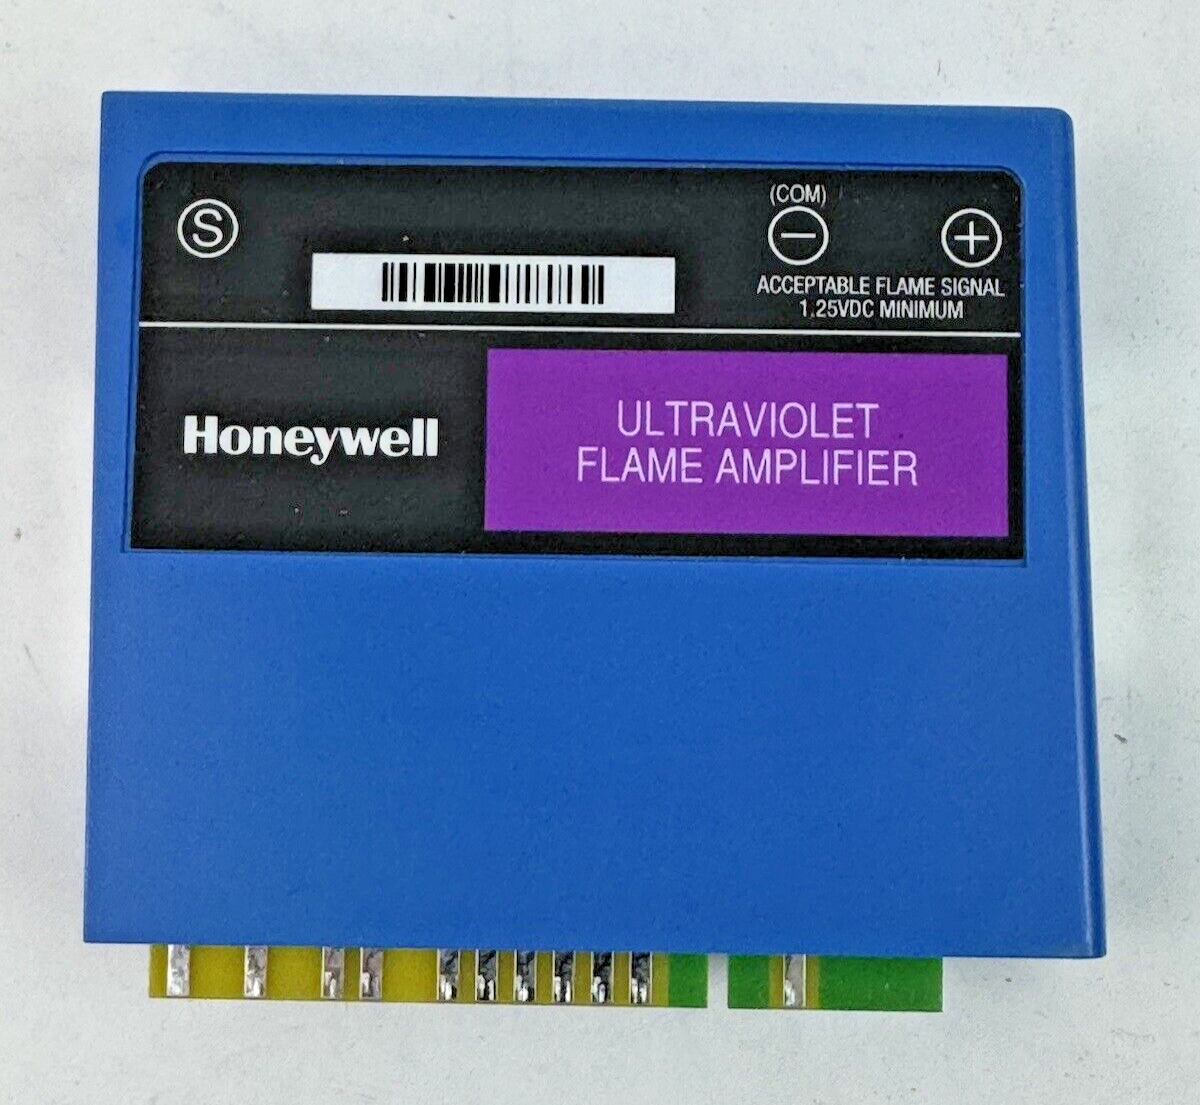 S
(COM)
− +
ACCEPTABLE FLAME SIGNAL
1.25VDC MINIMUM
Honeywell
ULTRAVIOLET
FLAME AMPLIFIER